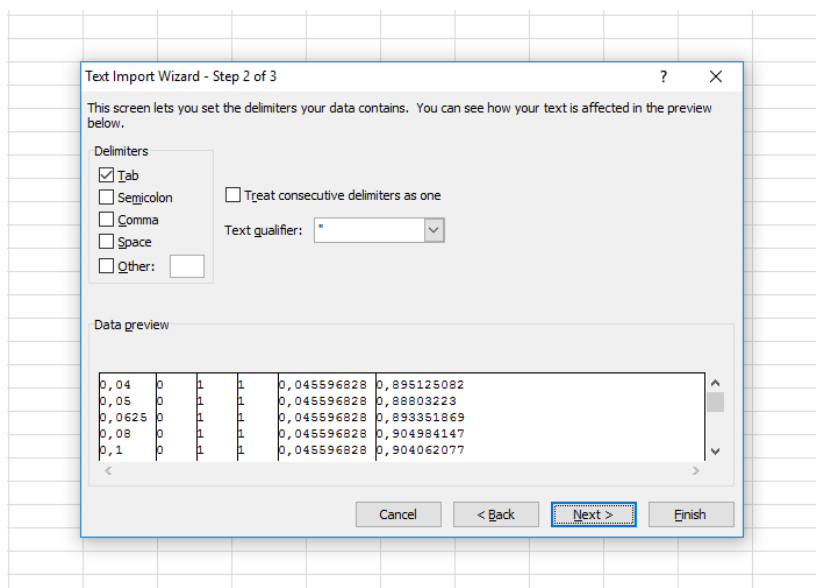 Text Import Wizard - Step 2 of 3
?
This screen lets you set the delimiters your data contains. You can see how your text is affected in the preview
below.
Delimiters
Tab
Semicolon
Comma
Space
Other:
Treat consecutive delimiters as one
Text qualifier: "
Data preview
0,04 0 1 1 0,045596828 0,895125082
0,05 0 1 1 0,045596828 0,88803223
0,0625 0 1 1 0,045596828 0,893351869
0,08 0 1 1 0,045596828 0,904984147
0,1 0 1 1 0,045596828 0,904062077
Cancel < Back Next > Finish